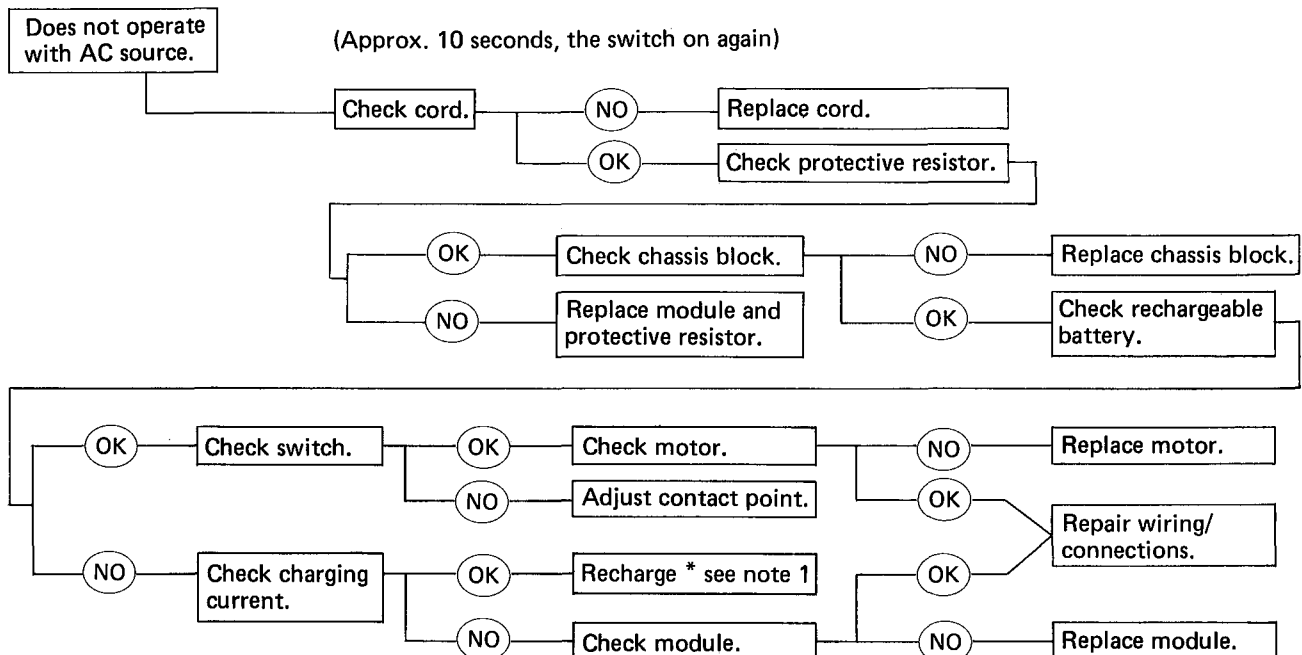 Does not operate
with AC source.
(Approx. 10 seconds, the switch on again)
Check cord.
NO
Replace cord.
OK
Check protective resistor.
OK
Check chassis block.
NO
Replace chassis block.
NO
Replace module and
protective resistor.
OK
Check rechargeable
battery.
OK
Check switch.
OK
Check motor.
NO
Replace motor.
NO
Adjust contact point.
OK
Repair wiring/
connections.
NO
Check charging
current.
OK
Recharge * see note 1
OK
NO
Check module.
NO
Replace module.